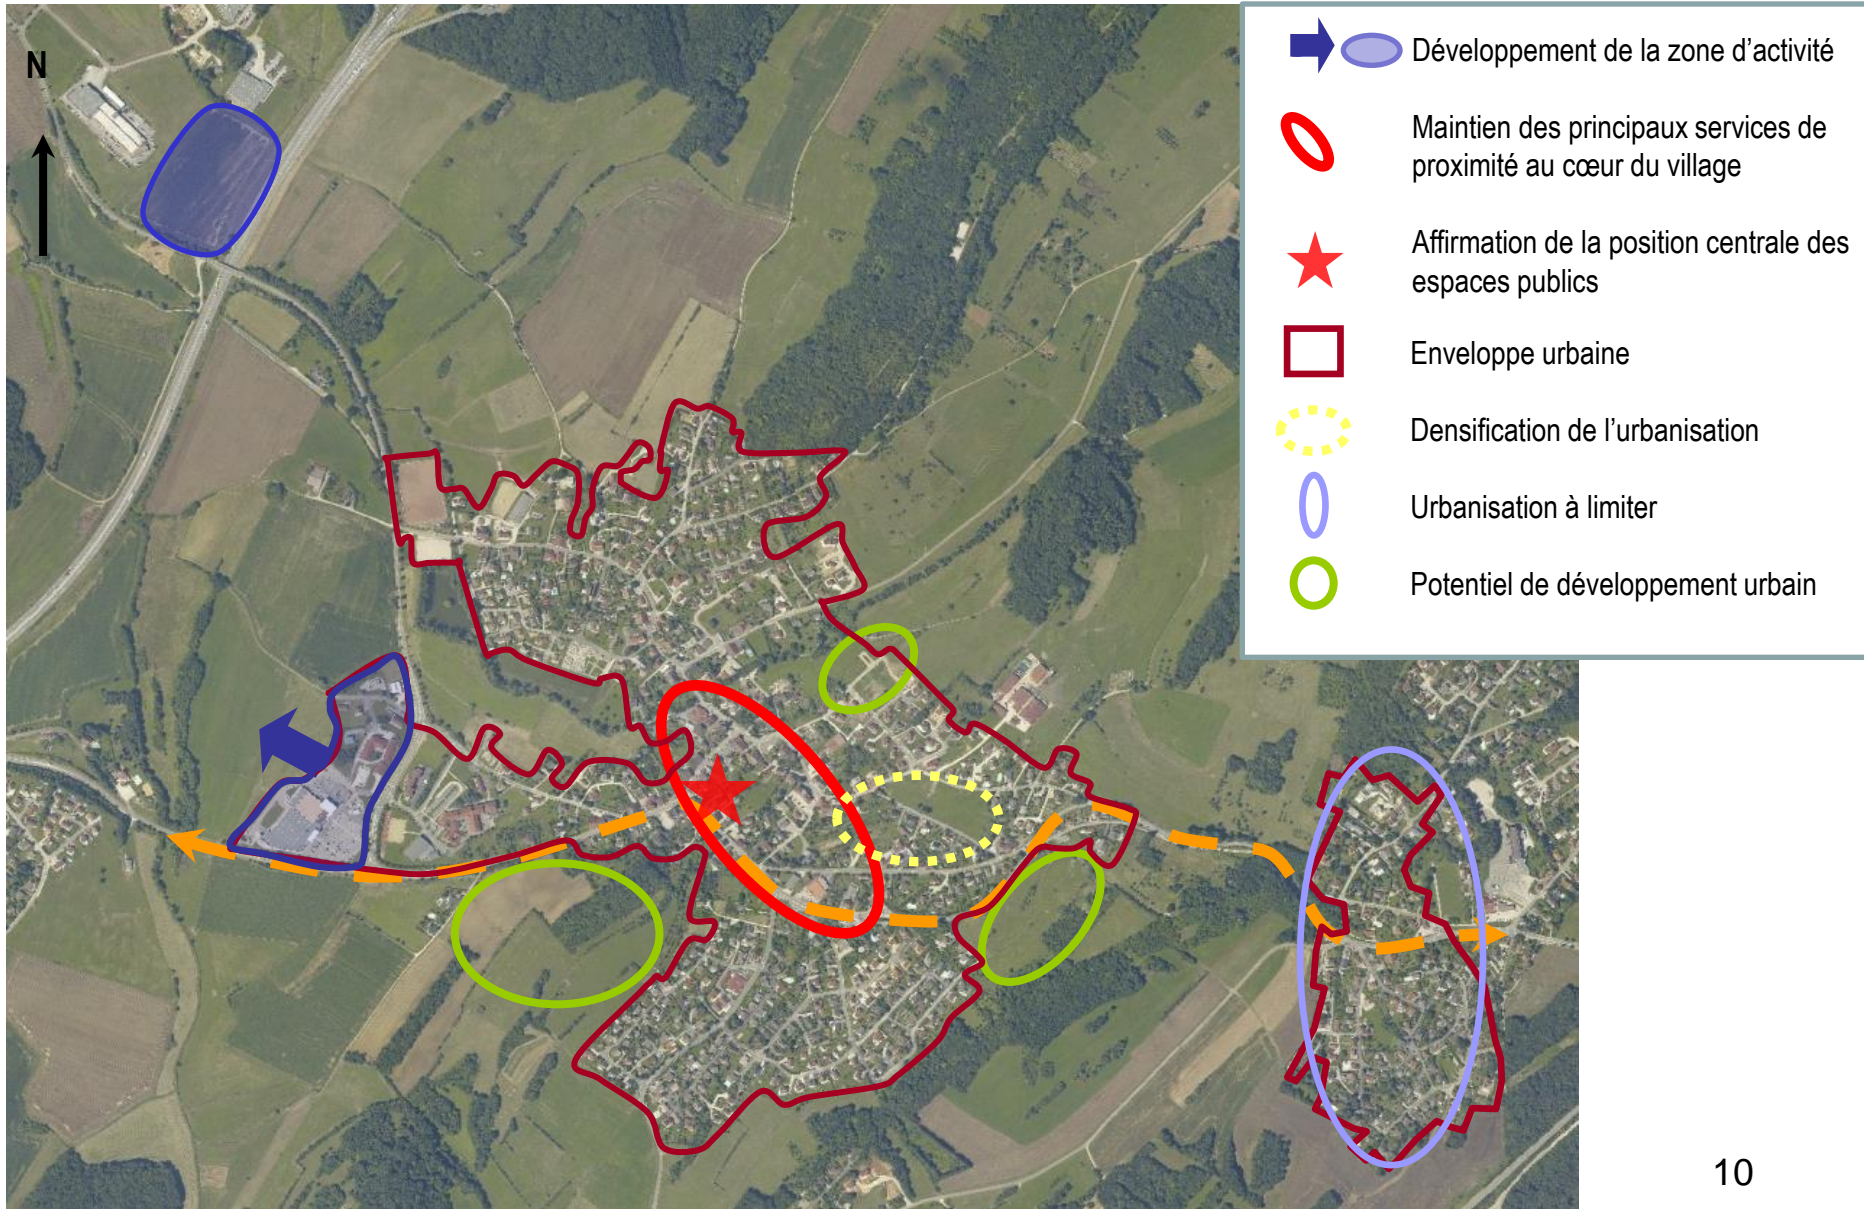 N
Développement de la zone d’activité
Maintien des principaux services de
proximité au cœur du village
Affirmation de la position centrale des
espaces publics
Enveloppe urbaine
Densification de l’urbanisation
Urbanisation à limiter
Potentiel de développement urbain
10